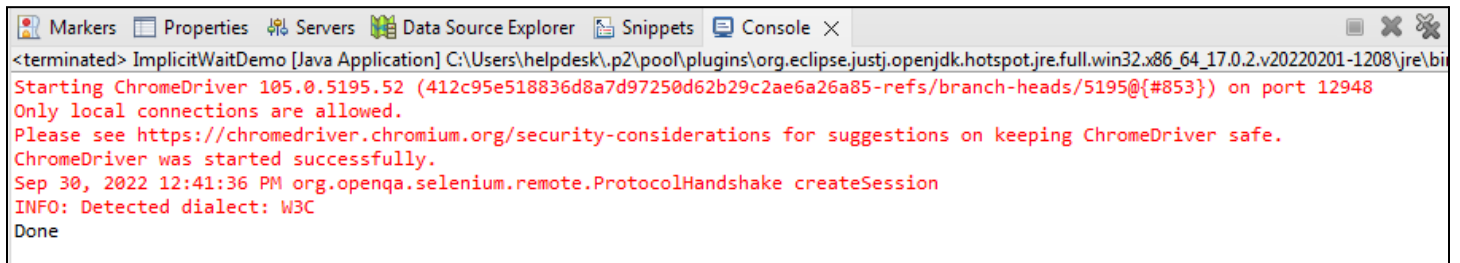 Markers Properties Servers Data Source Explorer Snippets Console
<terminated> ImplicitWaitDemo [Java Application] C:\Users\helpdesk\.p2\pool\plugins\org.eclipse.justj.openjdk.hotspot.jre.full.win32.x86_64_17.0.2.v20220201-1208\jre\bin
Starting ChromeDriver 105.0.5195.52 (412c95e518836d8a7d97250d62b29c2ae6a26a85-refs/branch-heads/5195@{#853}) on port 12948
Only local connections are allowed.
Please see https://chromedriver.chromium.org/security-considerations for suggestions on keeping ChromeDriver safe.
ChromeDriver was started successfully.
Sep 30, 2022 12:41:36 PM org.openqa.selenium.remote.ProtocolHandshake createSession
INFO: Detected dialect: W3C
Done